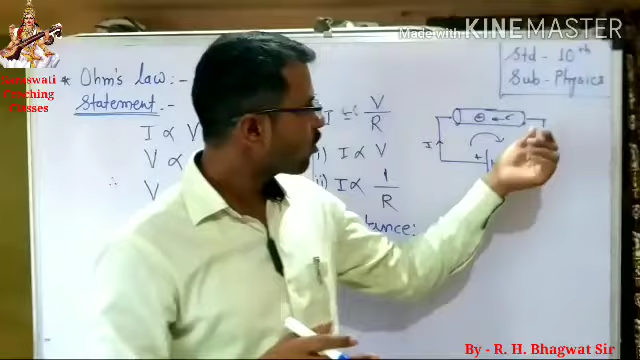 Made with KINEMASTER
Saraswati
Coaching
Classes
Std - 10th
Sub - Physics
* Ohm's law :-
Statement -
I ∝ V
V ∝
∴ V
V
R
I ∝ V
ii) I ∝ 1
R
I
+
By - R. H. Bhagwat Sir